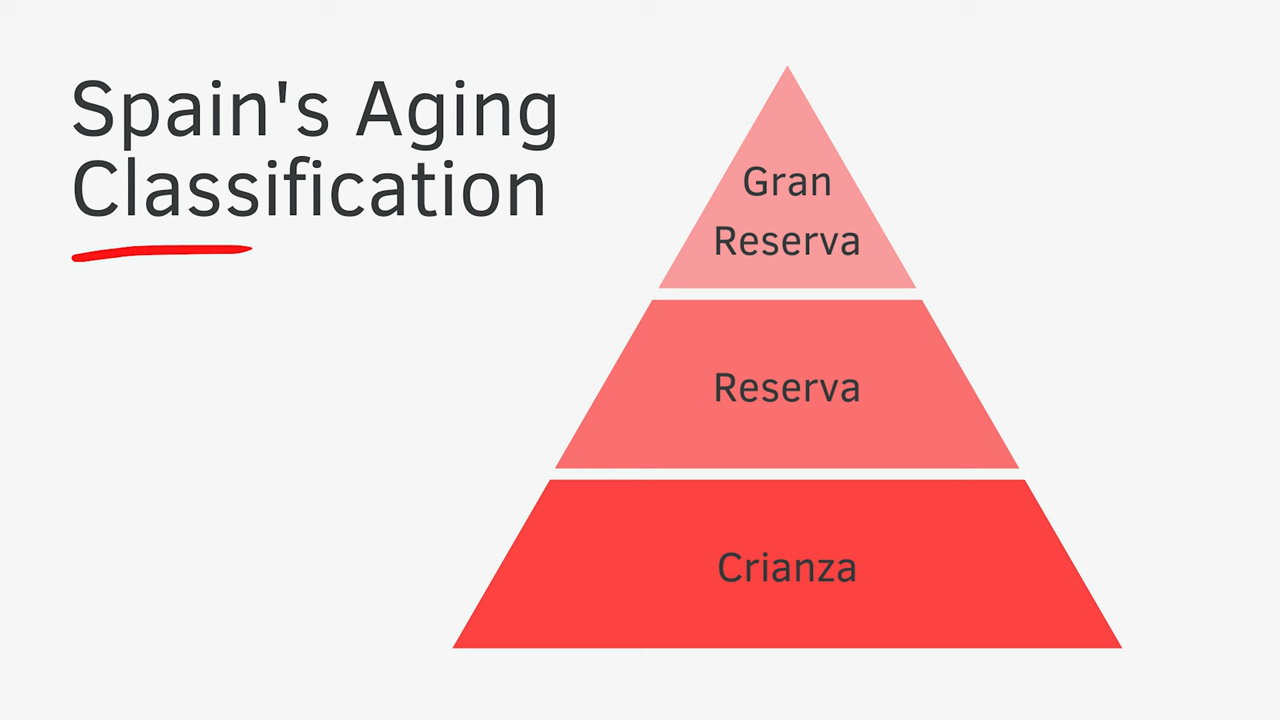 Spain's Aging
Classification
Gran
Reserva
Reserva
Crianza